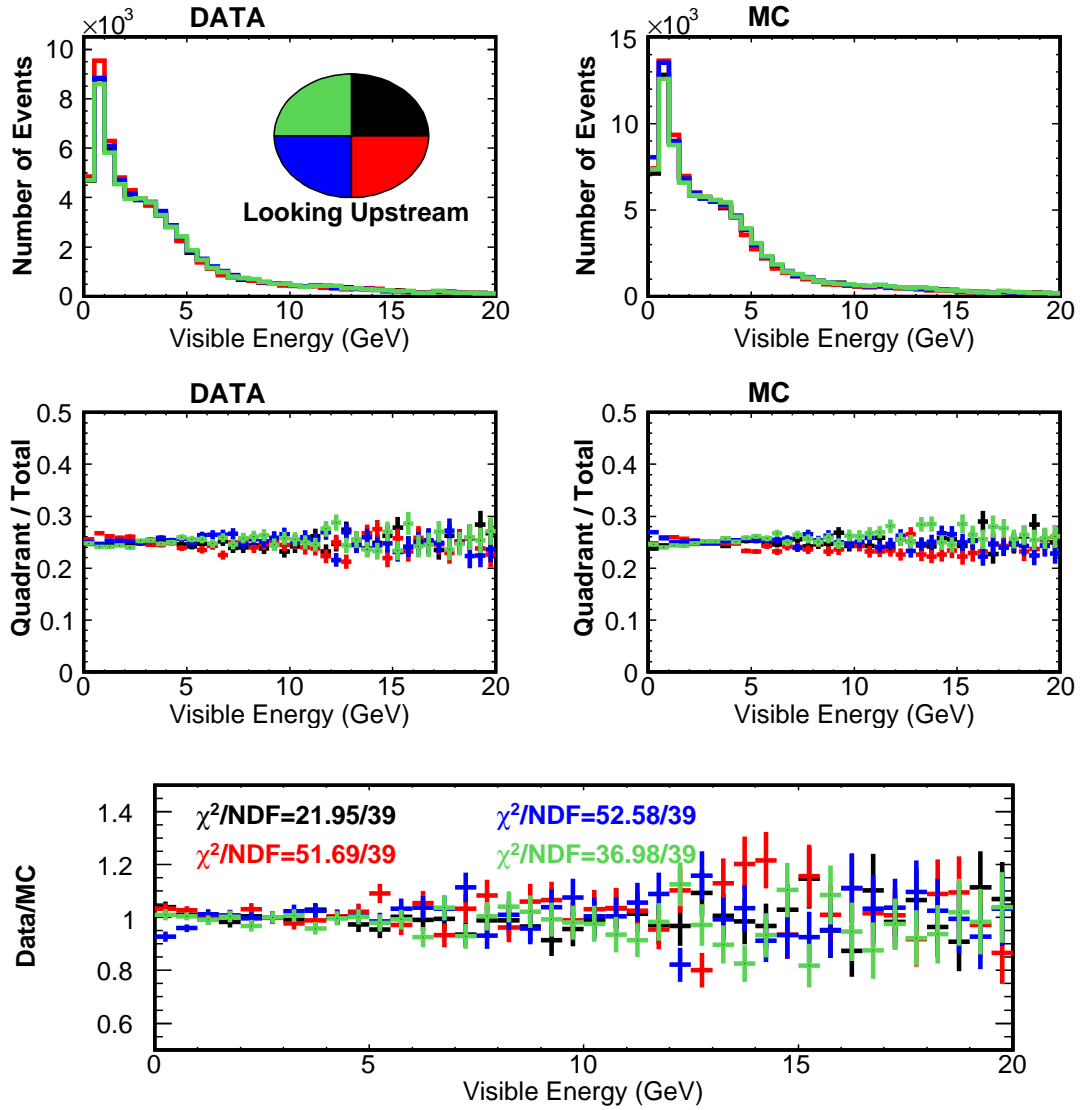 DATA
×10³
Number of Events
10
8
6
4
2
0
0 5 10 15 20
Visible Energy (GeV)
Looking Upstream
MC
×10³
Number of Events
15
10
5
0
0 5 10 15 20
Visible Energy (GeV)
DATA
Quadrant / Total
0.5
0.4
0.3
0.2
0.1
0
0 5 10 15 20
Visible Energy (GeV)
MC
Quadrant / Total
0.5
0.4
0.3
0.2
0.1
0
0 5 10 15 20
Visible Energy (GeV)
Data/MC
1.4
1.2
1
0.8
0.6
χ²/NDF=21.95/39 χ²/NDF=52.58/39
χ²/NDF=51.69/39 χ²/NDF=36.98/39
0 5 10 15 20
Visible Energy (GeV)